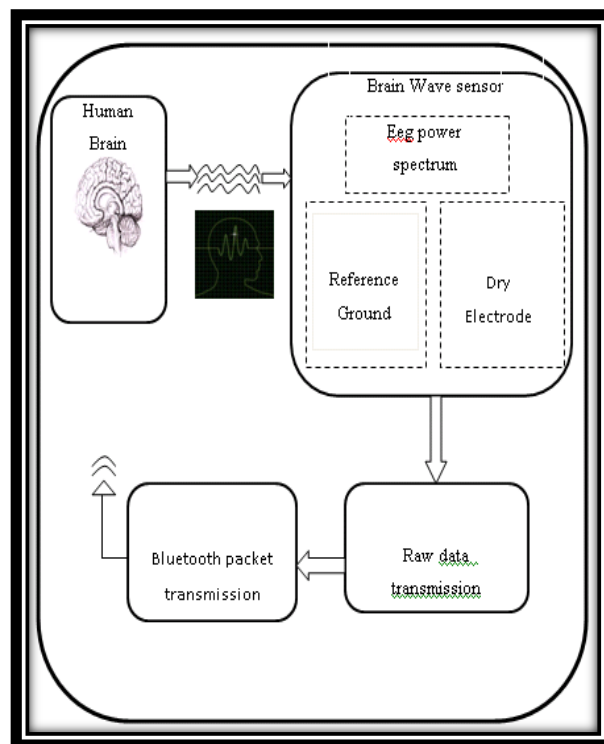 Human
Brain
Brain Wave sensor
Eeg power
spectrum
Reference
Ground
Dry
Electrode
Raw data
transmission
Bluetooth packet
transmission